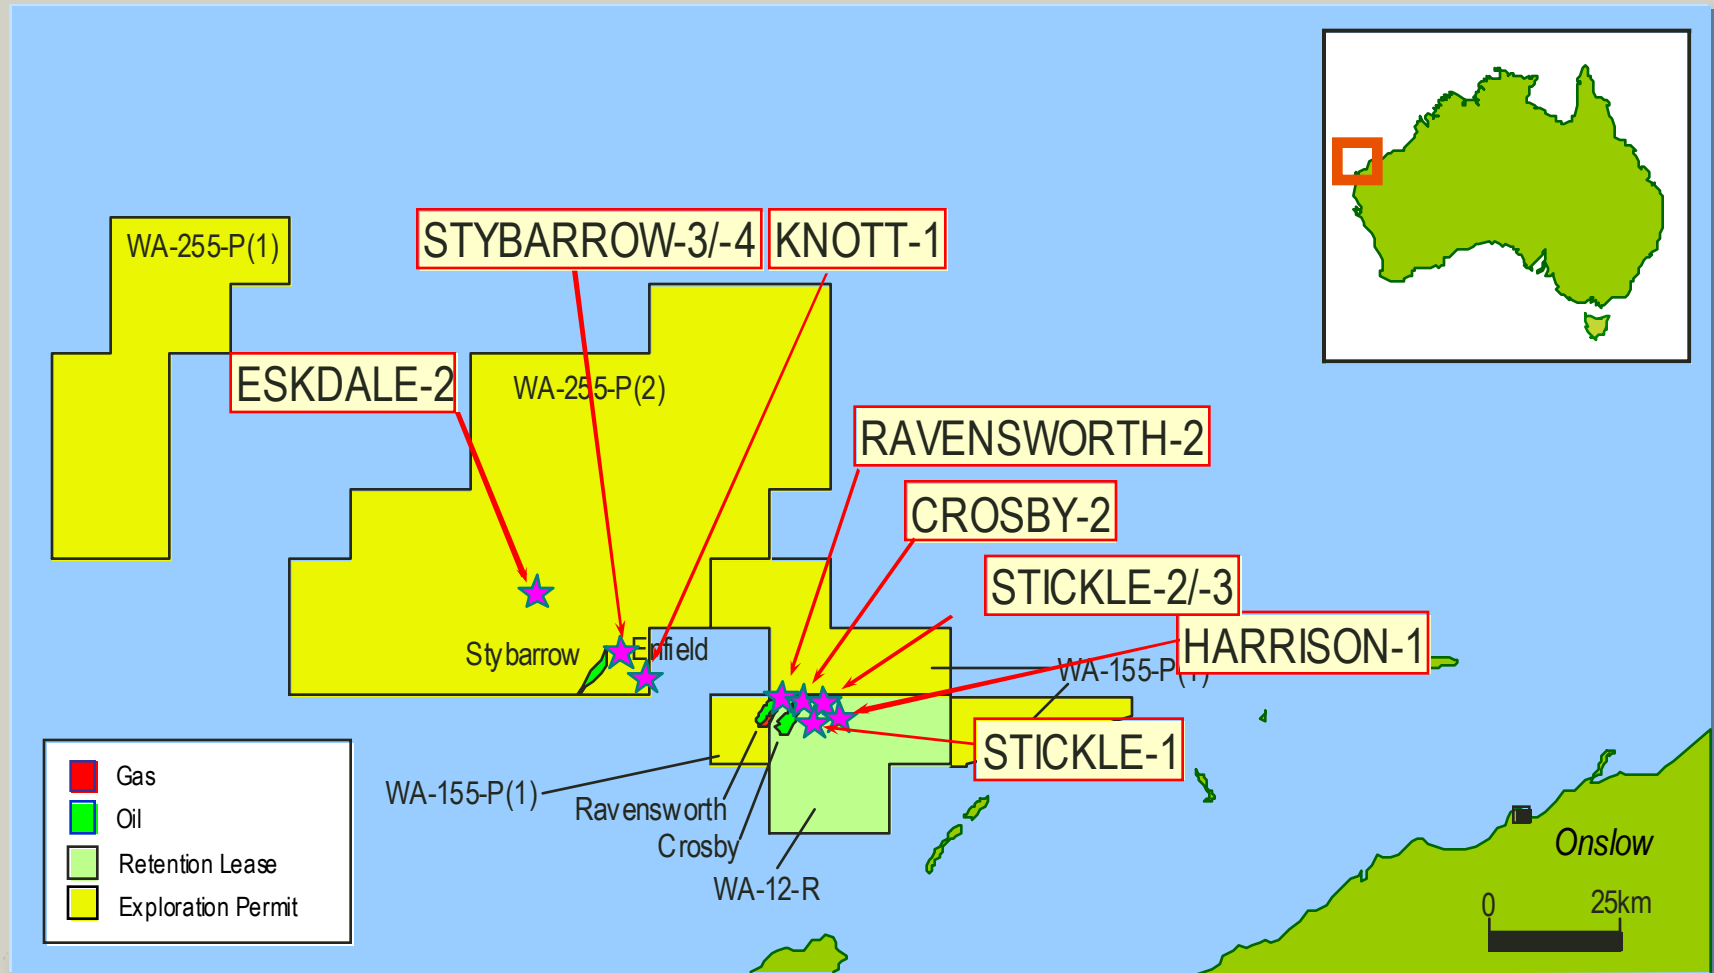 WA-255-P(1)
STYBARROW-3/-4
KNOTT-1
ESKDALE-2
WA-255-P(2)
RAVENSWORTH-2
CROSBY-2
STICKLE-2/-3
HARRISON-1
Stybarrow
Enfield
WA-155-P(1)
STICKLE-1
Gas
Oil
Retention Lease
Exploration Permit
WA-155-P(1)
Ravensworth
Crosby
WA-12-R
Onslow
0 25km